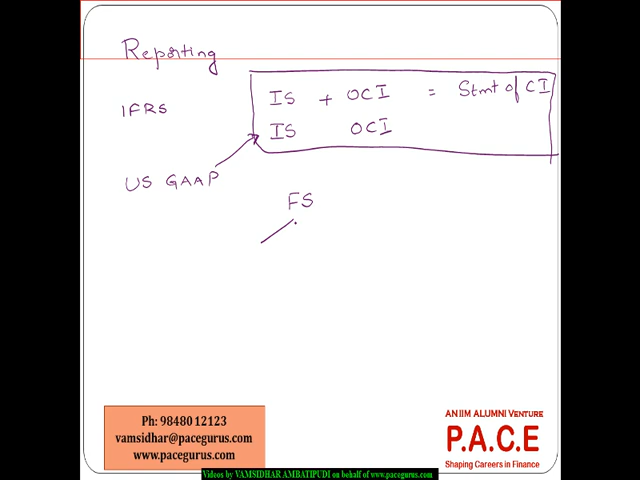 Reporting
IFRS
IS + OCI = Stmt of CI
IS OCI
US GAAP
FS
Ph: 98480 12123
vamsidhar@pacegurus.com
www.pacegurus.com
AN IIM ALUMNI VENTURE
P.A.C.E
Shaping Careers in Finance
Videos by VAMSIDHAR AMBATIPUDI on behalf of www.pacegurus.com